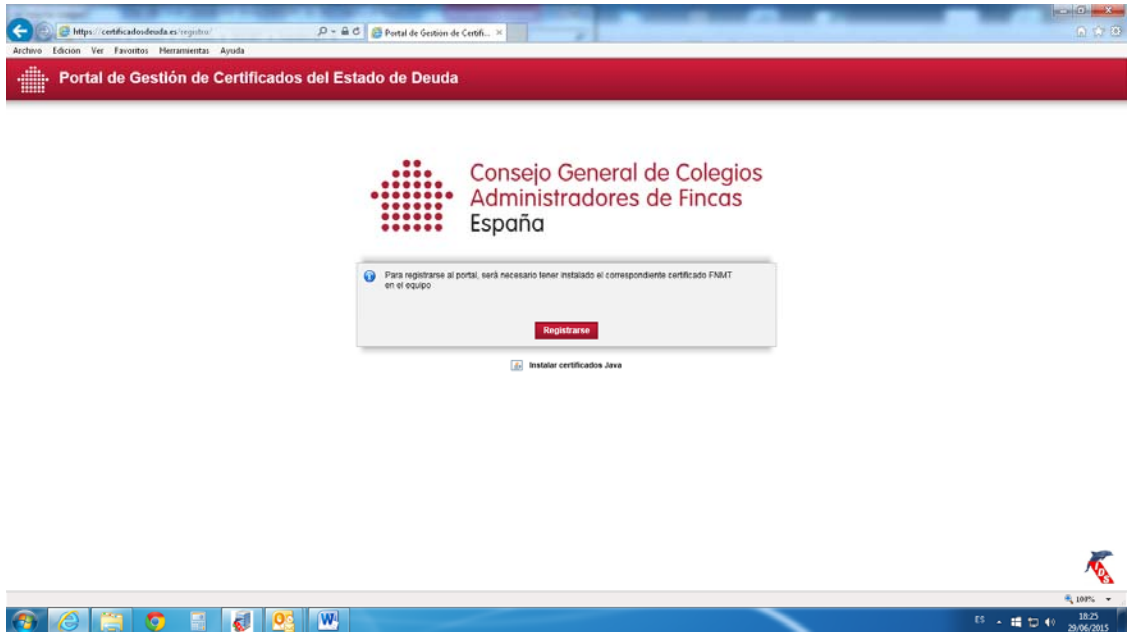 https://certificadosdeuda.es/registro/
Portal de Gestión de Certifi...
Archivo Edición Ver Favoritos Herramientas Ayuda
Portal de Gestión de Certificados del Estado de Deuda
Consejo General de Colegios
Administradores de Fincas
España
Para registrarse al portal, será necesario tener instalado el correspondiente certificado FNMT
en el equipo
Registrarse
Instalar certificados Java
IDS
100%
ES
18:25
29/06/2015